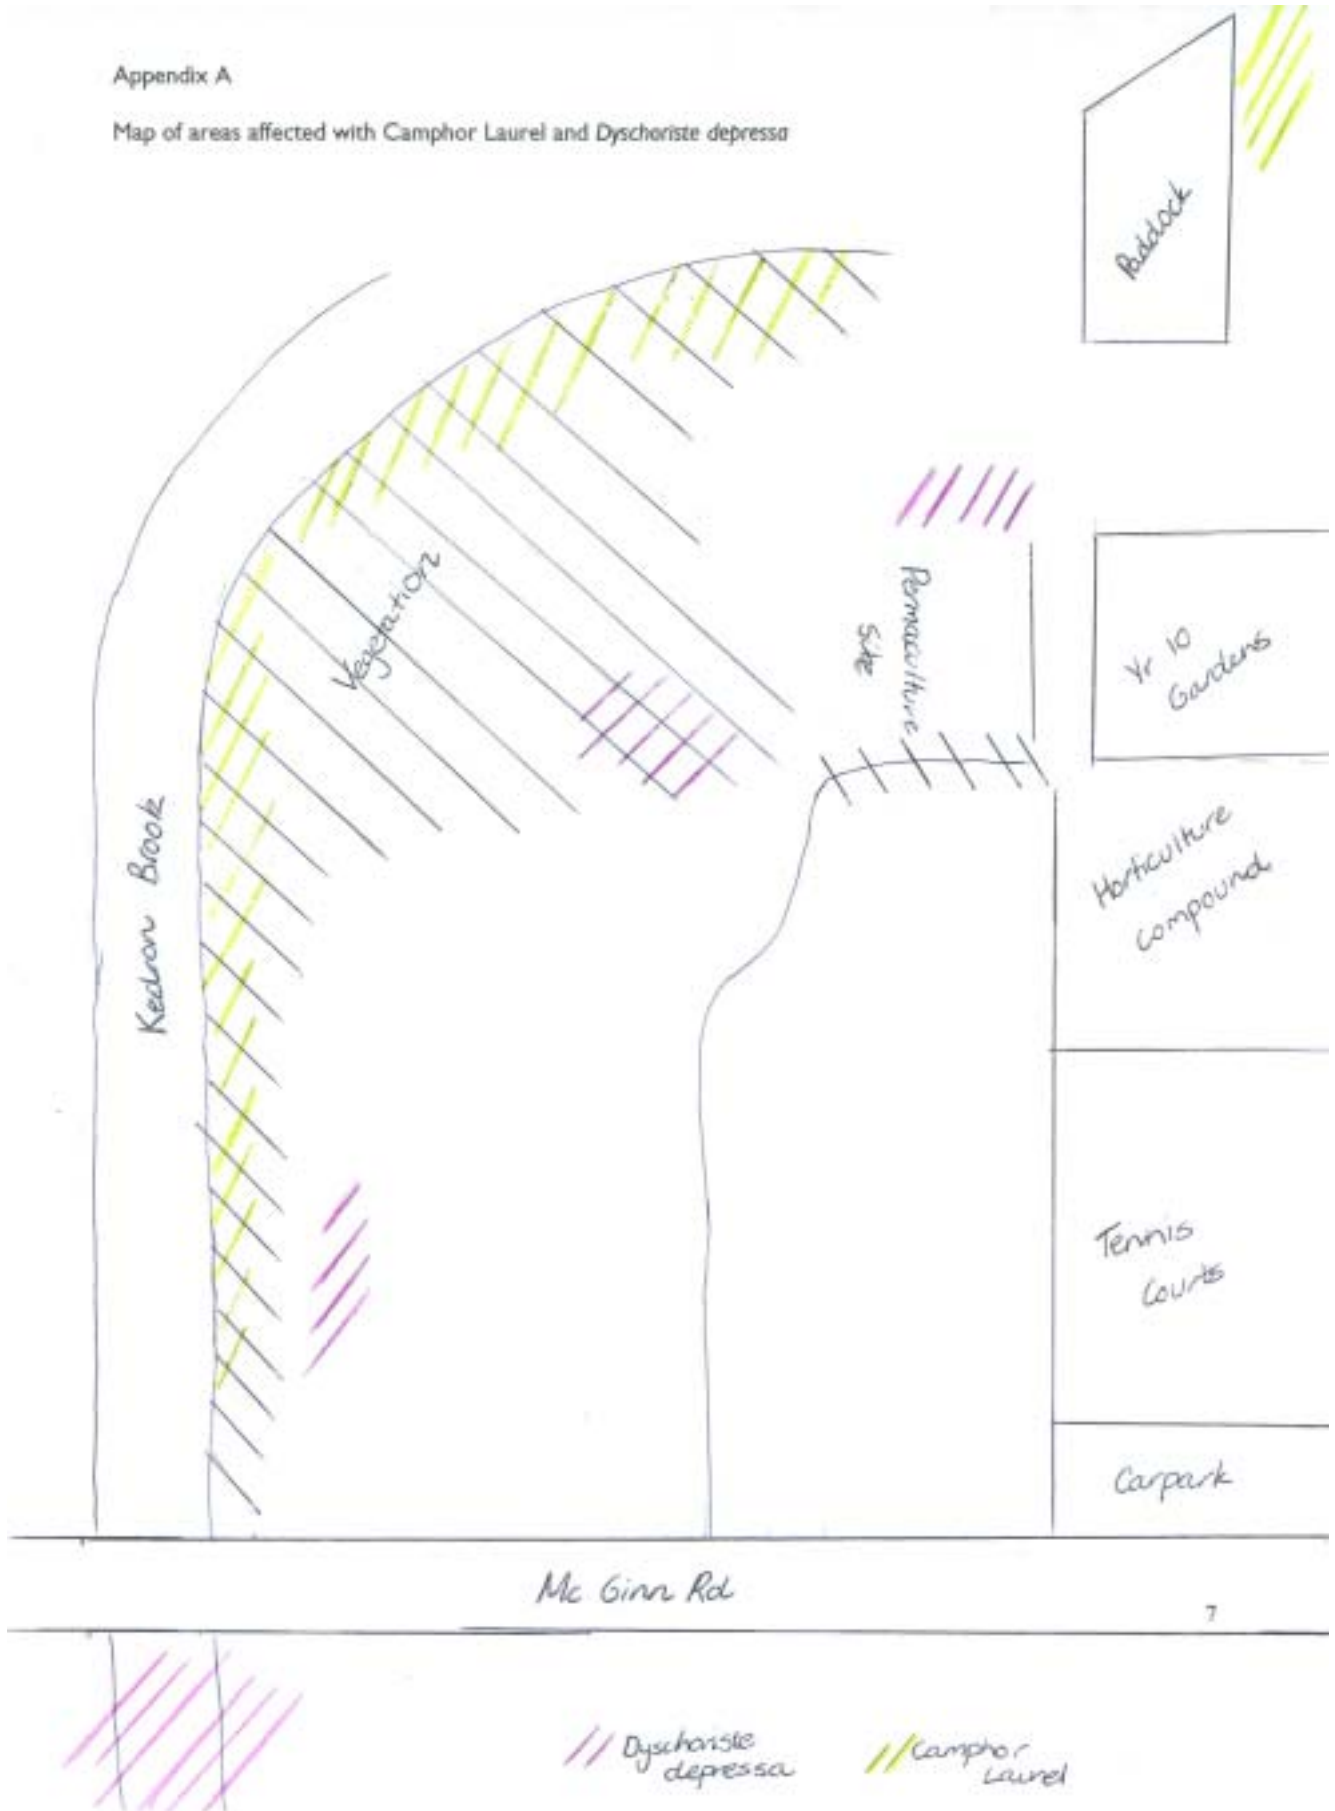 Appendix A
Map of areas affected with Camphor Laurel and Dyschoriste depressa
Paddock
Vegetation
Permaculture
Site
Yr 10
Gardens
Kedron Brook
Horticulture
compound
Tennis
Courts
Carpark
Mc Ginn Rd
7
Dyschoriste
depressa
Camphor
Laurel